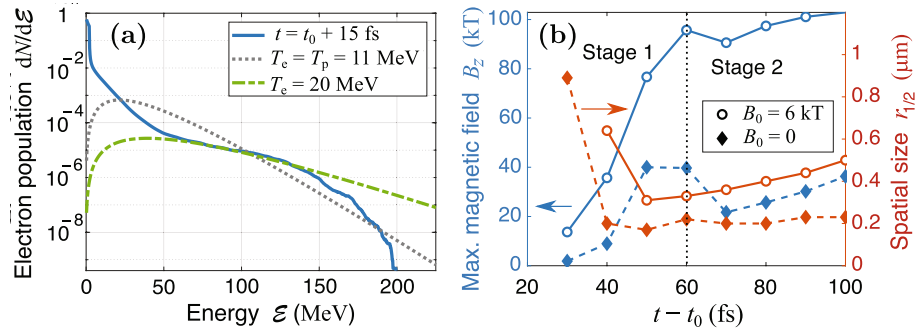 (a)
t = t₀ + 15 fs
Tₑ = Tₚ = 11 MeV
Tₑ = 20 MeV
Electron population dN/dℰ
1
10⁻²
10⁻⁴
10⁻⁶
10⁻⁸
0 50 100 150 200
Energy ℰ (MeV)
(b)
Stage 1
Stage 2
B₀ = 6 kT
B₀ = 0
Max. magnetic field B_z (kT)
100
80
60
40
20
0
20 40 60 80 100
t − t₀ (fs)
1
0.8
0.6
0.4
0.2
0
Spatial size r_{1/2} (μm)